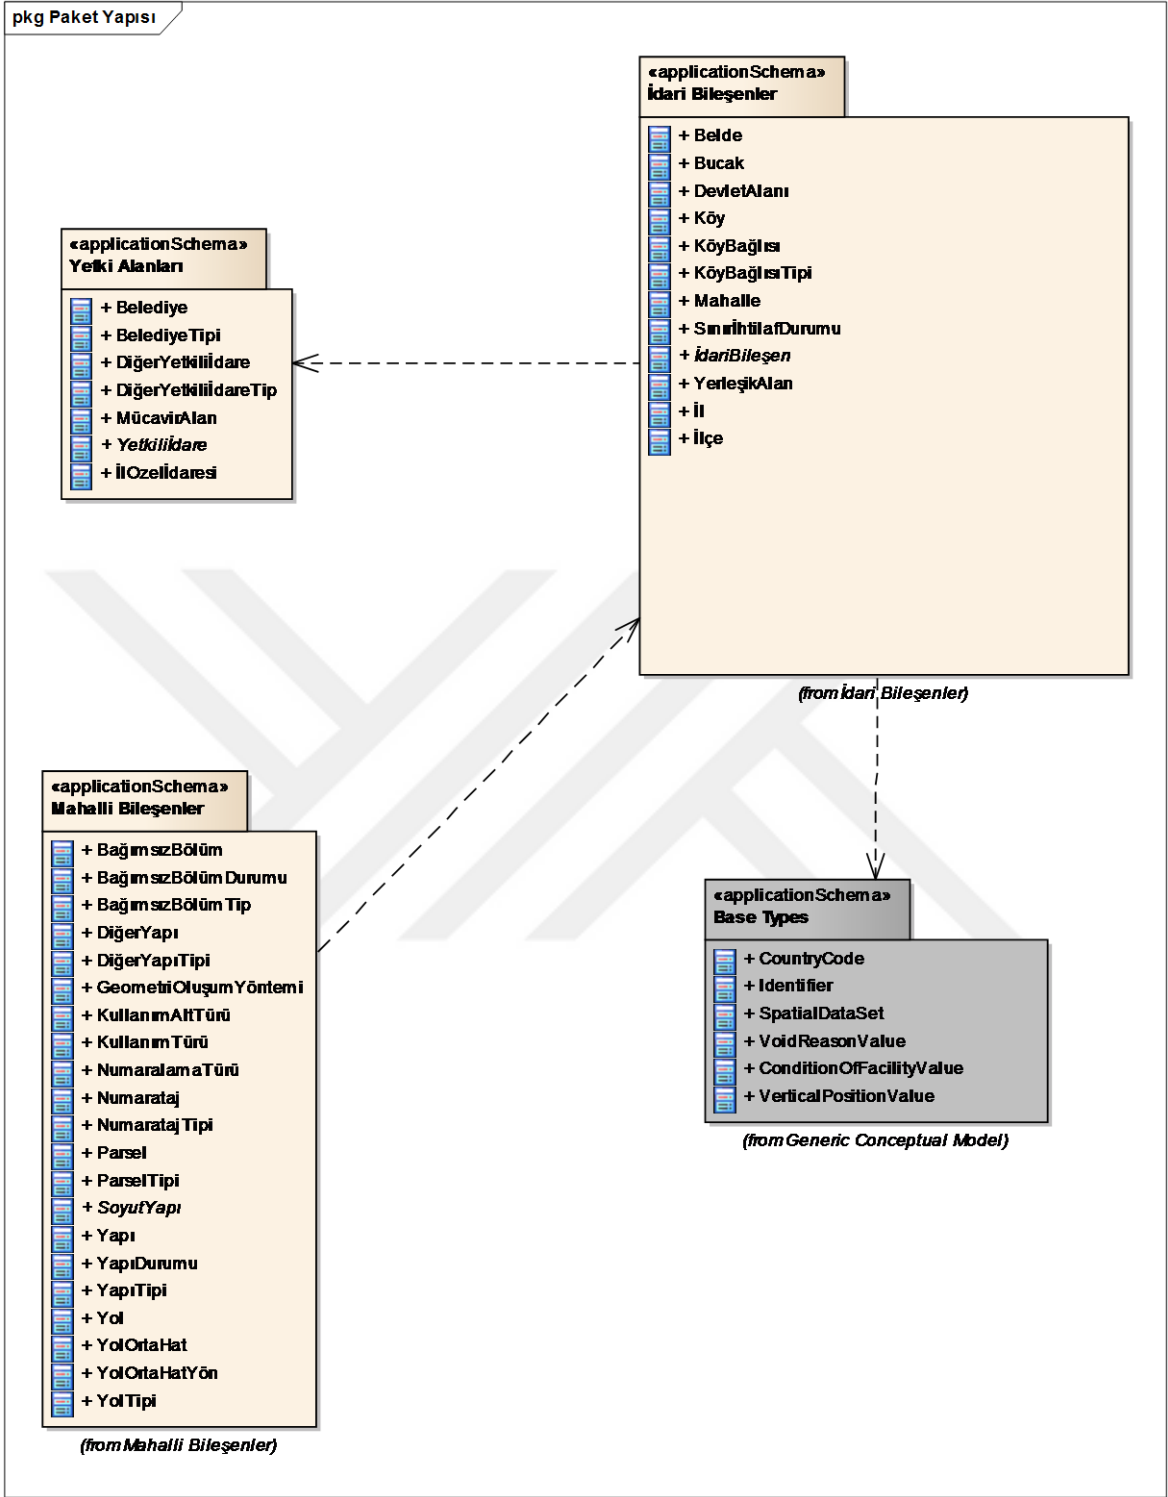 pkg Paket Yapısı
«applicationSchema»
İdari Bileşenler
+ Belde
+ Bucak
+ DevletAlanı
+ Köy
+ KöyBağlısı
+ KöyBağlısıTipi
+ Mahalle
+ SınırİhtilafDurumu
+ İdariBileşen
+ YerleşikAlan
+ İl
+ İlçe
(from İdari Bileşenler)
«applicationSchema»
Yetki Alanları
+ Belediye
+ BelediyeTipi
+ DiğerYetkiliİdare
+ DiğerYetkiliİdareTip
+ MücavirAlan
+ Yetkiliİdare
+ İlOzelİdaresi
«applicationSchema»
Mahalli Bileşenler
+ BağımsızBölüm
+ BağımsızBölümDurumu
+ BağımsızBölümTip
+ DiğerYapı
+ DiğerYapıTipi
+ GeometriOluşumYöntemi
+ KullanımAltTürü
+ KullanımTürü
+ NumaralamaTürü
+ Numarataj
+ NumaratajTipi
+ Parsel
+ ParselTipi
+ SoyutYapı
+ Yapı
+ YapıDurumu
+ YapıTipi
+ Yol
+ YolOrtaHat
+ YolOrtaHatYön
+ YolTipi
(from Mahalli Bileşenler)
«applicationSchema»
Base Types
+ CountryCode
+ Identifier
+ SpatialDataSet
+ VoidReasonValue
+ ConditionOfFacilityValue
+ VerticalPositionValue
(from Generic Conceptual Model)